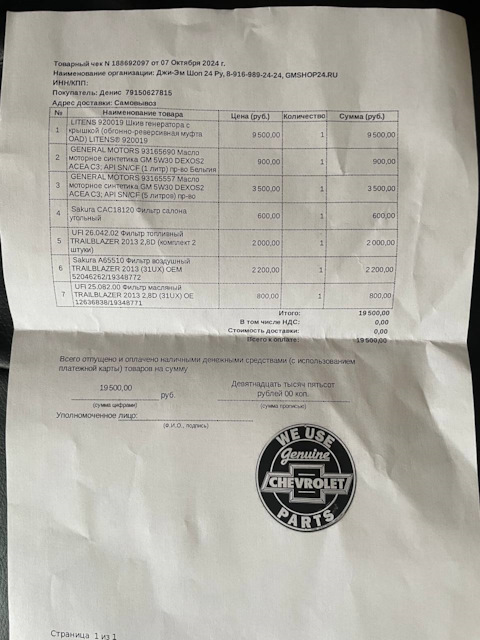 Товарный чек N 188692097 от 07 Октября 2024 г.
Наименование организации: Джи-Эм Шоп 24 Ру, 8-916-989-24-24, GMSHOP24.RU
ИНН/КПП:
Покупатель: Денис 79150627815
Адрес доставки: Самовывоз
№ Наименование товара Цена (руб.) Количество Сумма (руб.)
LITENS 920019 Шкив генератора с
1 крышкой (обгонно-реверсивная муфта 9 500,00 1 9 500,00
OAD) LITENS® 920019
GENERAL MOTORS 93165690 Масло
2 моторное синтетика GM 5W30 DEXOS2 900,00 1 900,00
ACEA C3; API SN/CF (1 литр) пр-во Бельгия
GENERAL MOTORS 93165557 Масло
3 моторное синтетика GM 5W30 DEXOS2 3 500,00 1 3 500,00
ACEA C3; API SN/CF (5 литров) пр-во
4 Sakura CAC18120 Фильтр салона 600,00 1 600,00
угольный
UFI 26.042.02 Фильтр топливный
5 TRAILBLAZER 2013 2,8D (комплект 2 2 000,00 1 2 000,00
штуки)
Sakura A65510 Фильтр воздушный
6 TRAILBLAZER 2013 (31UX) OEM 2 200,00 1 2 200,00
52046262/19348772
UFI 25.082.00 Фильтр масляный
7 TRAILBLAZER 2013 2,8D (31UX) OE 800,00 1 800,00
12636838/19348771
Итого: 19 500,00
В том числе НДС: 0,00
Стоимость доставки: 0,00
Всего к оплате: 19 500,00
Всего отпущено и оплачено наличными денежными средствами (с использованием
платежной карты) товаров на сумму
19 500,00 руб. Девятнадцать тысяч пятьсот
рублей 00 коп.
(сумма цифрами) (сумма прописью)
Уполномоченное лицо:
(Ф.И.О., подпись)
WE USE
Genuine
CHEVROLET
PARTS
Страница 1 из 1